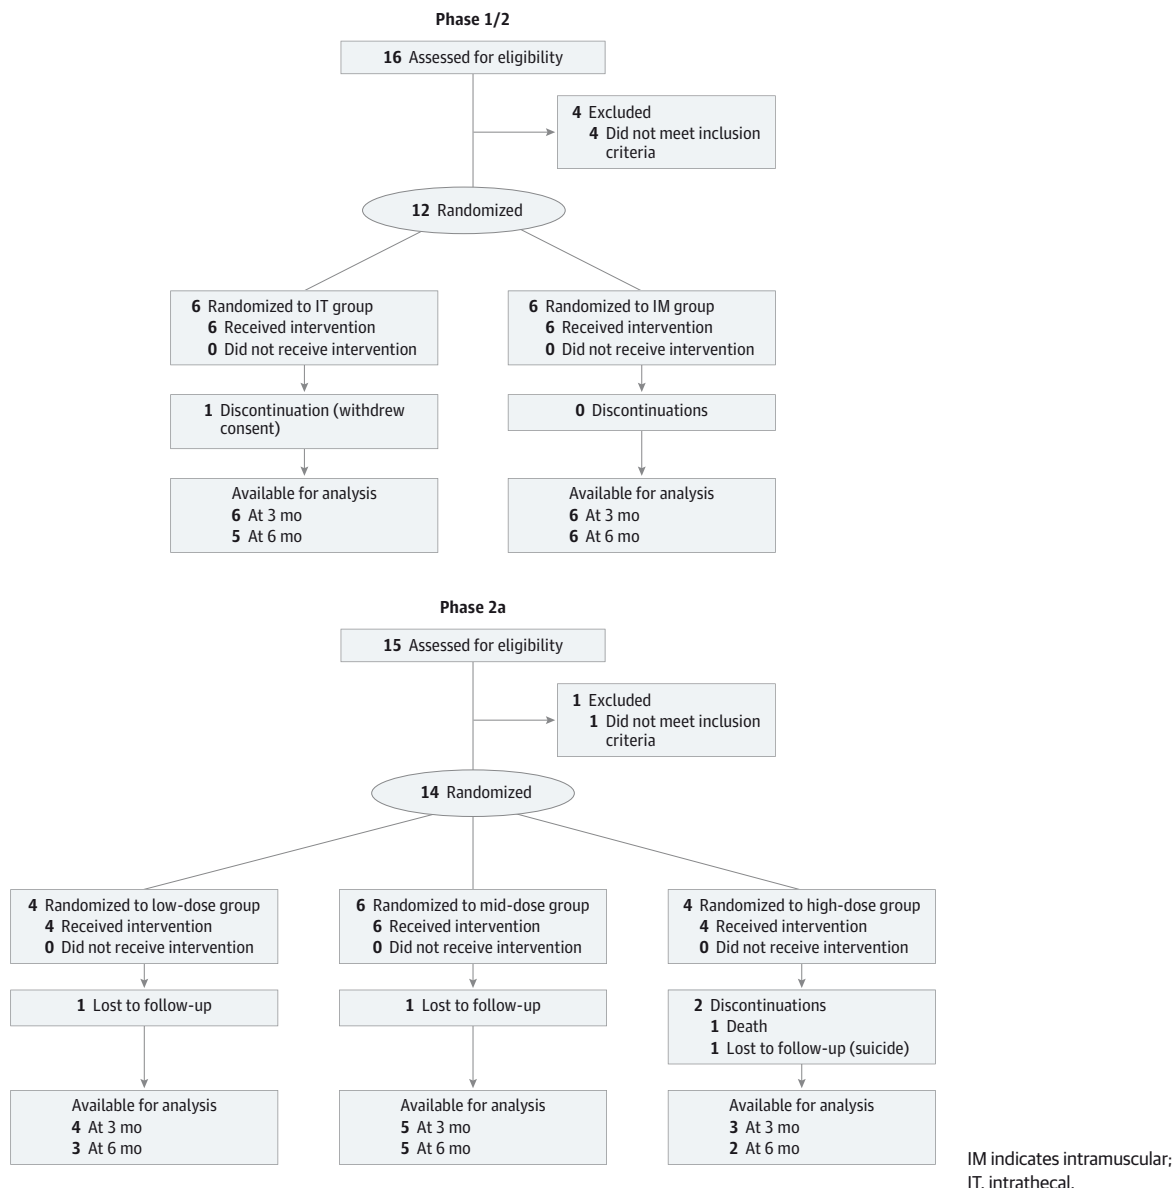 Phase 1/2
16 Assessed for eligibility
4 Excluded
4 Did not meet inclusion
criteria
12 Randomized
6 Randomized to IT group
6 Received intervention
0 Did not receive intervention
6 Randomized to IM group
6 Received intervention
0 Did not receive intervention
1 Discontinuation (withdrew
consent)
0 Discontinuations
Available for analysis
6 At 3 mo
5 At 6 mo
Available for analysis
6 At 3 mo
6 At 6 mo
Phase 2a
15 Assessed for eligibility
1 Excluded
1 Did not meet inclusion
criteria
14 Randomized
4 Randomized to low-dose group
4 Received intervention
0 Did not receive intervention
6 Randomized to mid-dose group
6 Received intervention
0 Did not receive intervention
4 Randomized to high-dose group
4 Received intervention
0 Did not receive intervention
1 Lost to follow-up
1 Lost to follow-up
2 Discontinuations
1 Death
1 Lost to follow-up (suicide)
Available for analysis
4 At 3 mo
3 At 6 mo
Available for analysis
5 At 3 mo
5 At 6 mo
Available for analysis
3 At 3 mo
2 At 6 mo
IM indicates intramuscular;
IT, intrathecal.